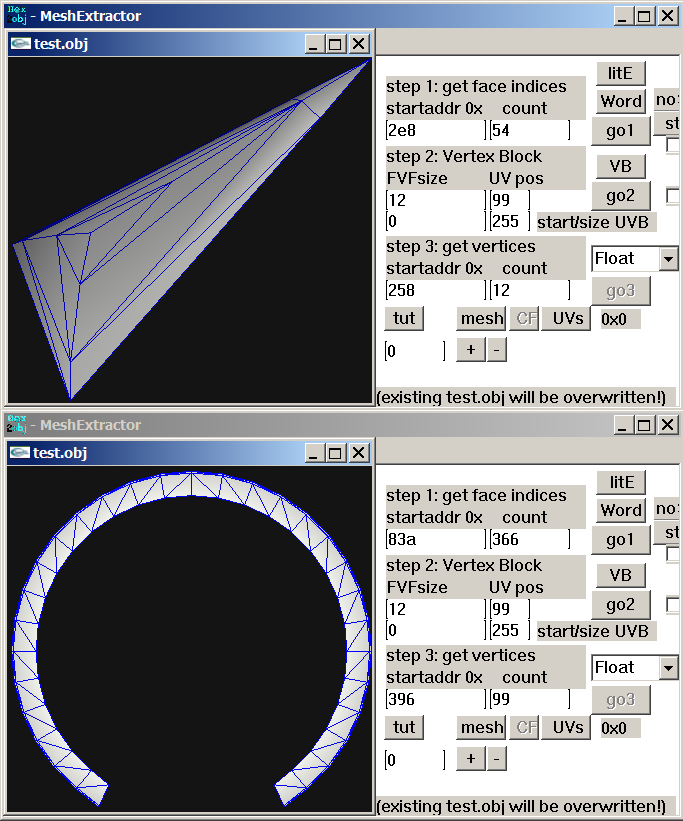 Hex 2obj - MeshExtractor
test.obj
litE
step 1: get face indices
startaddr 0x count
Word
no:
2e8 54
go1
st
step 2: Vertex Block
FVFsize UV pos
VB
12 99
go2
0 255 start/size UVB
step 3: get vertices
startaddr 0x count
Float
258 12
go3
tut mesh CF UVs 0x0
0 + -
(existing test.obj will be overwritten!)
Hex 2obj - MeshExtractor
test.obj
litE
step 1: get face indices
startaddr 0x count
Word
no:
83a 366
go1
st
step 2: Vertex Block
FVFsize UV pos
VB
12 99
go2
0 255 start/size UVB
step 3: get vertices
startaddr 0x count
Float
396 99
go3
tut mesh CF UVs 0x0
0 + -
(existing test.obj will be overwritten!)